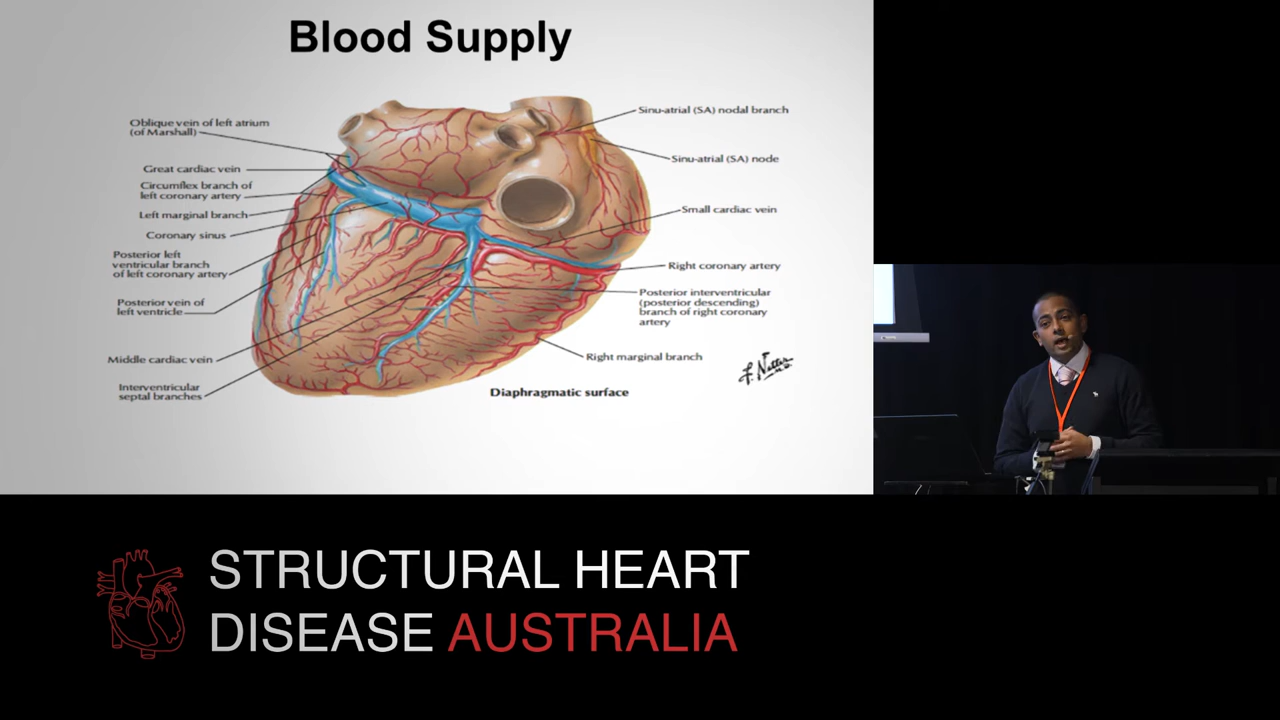 Blood Supply
Oblique vein of left atrium
(of Marshall)
Great cardiac vein
Circumflex branch of
left coronary artery
Left marginal branch
Coronary sinus
Posterior left
ventricular branch
of left coronary artery
Posterior vein of
left ventricle
Middle cardiac vein
Interventricular
septal branches
Sinu-atrial (SA) nodal branch
Sinu-atrial (SA) node
Small cardiac vein
Right coronary artery
Posterior interventricular
(posterior descending)
branch of right coronary
artery
Right marginal branch
Diaphragmatic surface
F. Netter
STRUCTURAL HEART
DISEASE AUSTRALIA